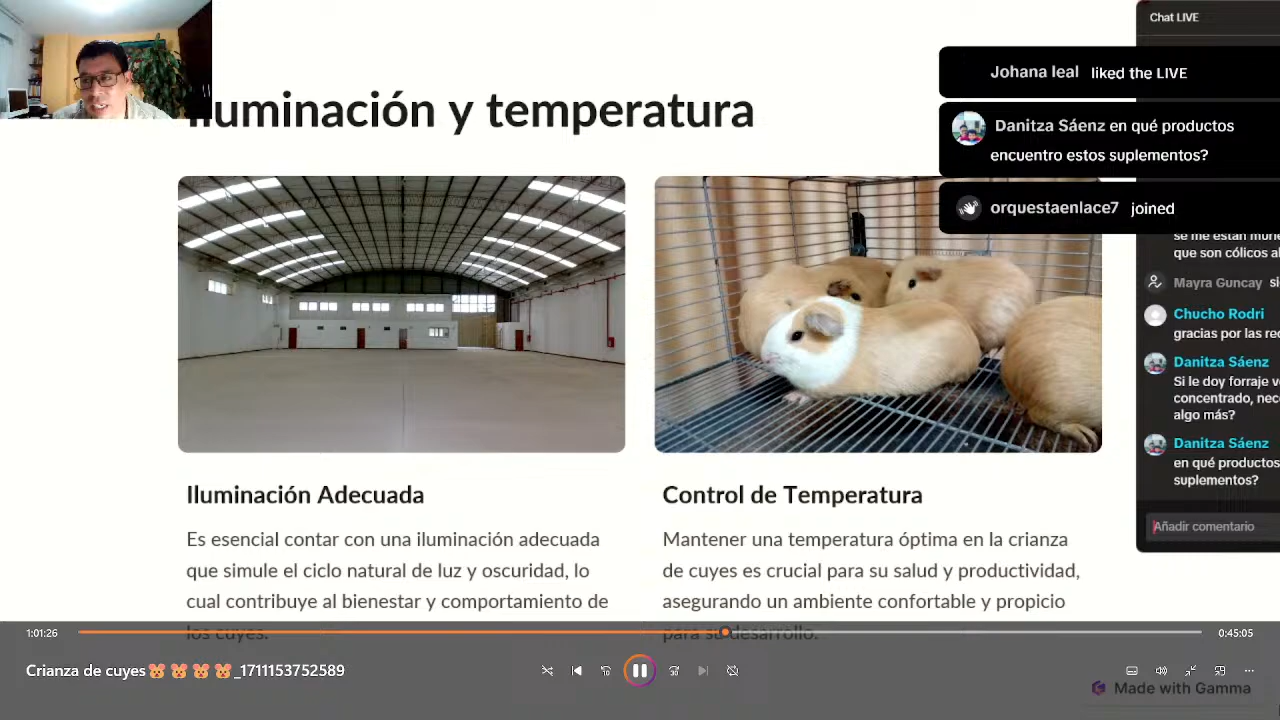 Iluminación y temperatura
Iluminación Adecuada
Es esencial contar con una iluminación adecuada
que simule el ciclo natural de luz y oscuridad, lo
cual contribuye al bienestar y comportamiento de
los cuyes.
Control de Temperatura
Mantener una temperatura óptima en la crianza
de cuyes es crucial para su salud y productividad,
asegurando un ambiente confortable y propicio
para su desarrollo.
Chat LIVE
Johana leal liked the LIVE
Danitza Sáenz en qué productos
encuentro estos suplementos?
orquestaenlace7 joined
se me están
que son cólicos
Mayra Guncay
Chucho Rodri
gracias por las
Danitza Sáenz
Si le doy forraje
concentrado,
algo más?
Danitza Sáenz
en qué productos
suplementos?
Añadir comentario
1:01:26
0:45:05
Crianza de cuyes🐹🐹🐹🐹_1711153752589
Made with Gamma